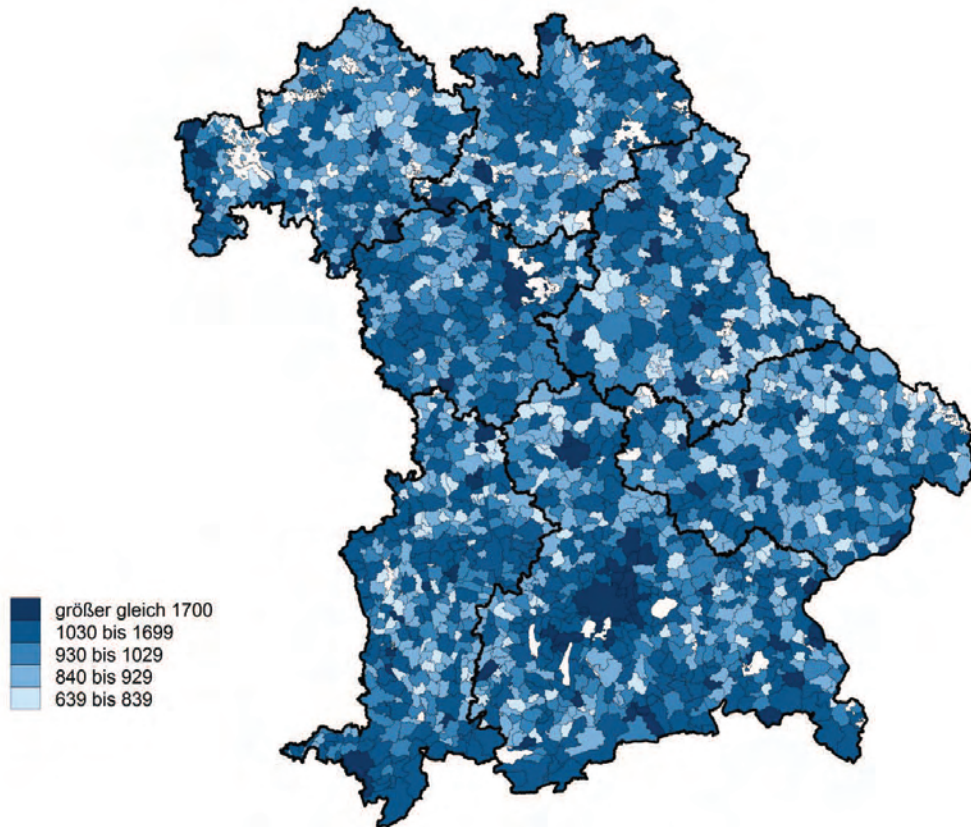 größer gleich 1700
1030 bis 1699
930 bis 1029
840 bis 929
639 bis 839